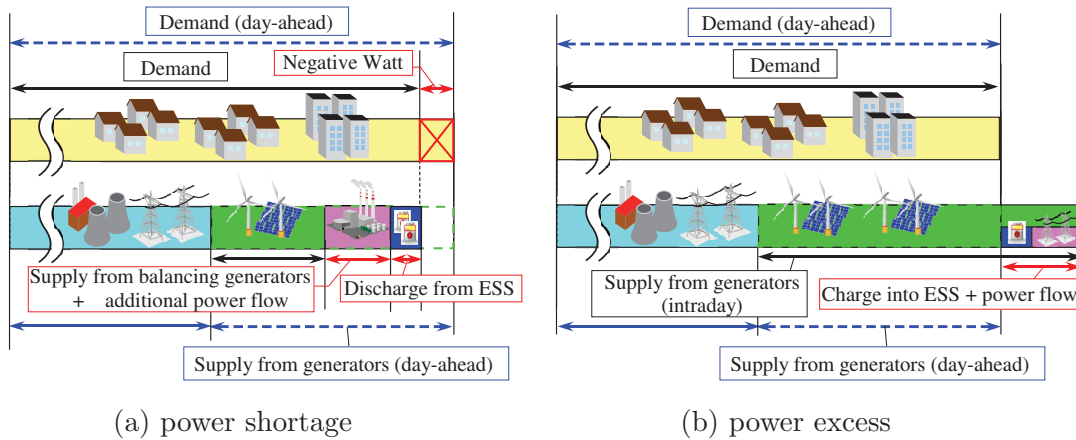 Demand (day-ahead)
Demand
Negative Watt
Supply from balancing generators
+ additional power flow
Discharge from ESS
Supply from generators (day-ahead)
(a) power shortage
Demand (day-ahead)
Demand
Supply from generators
(intraday)
Charge into ESS + power flow
Supply from generators (day-ahead)
(b) power excess